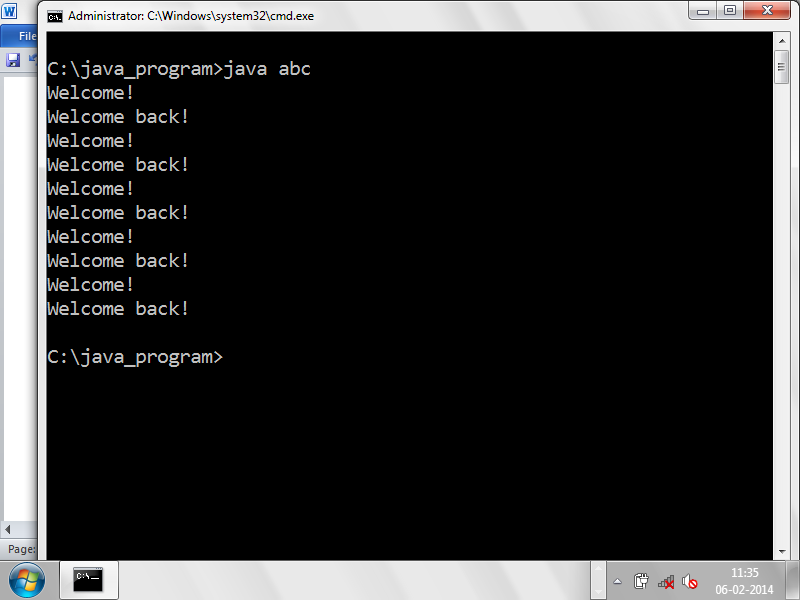 Administrator: C:\Windows\system32\cmd.exe
W
File
C:\java_program>java abc
Welcome!
Welcome back!
Welcome!
Welcome back!
Welcome!
Welcome back!
Welcome!
Welcome back!
Welcome!
Welcome back!
C:\java_program>
Page:
C:\
11:35
06-02-2014